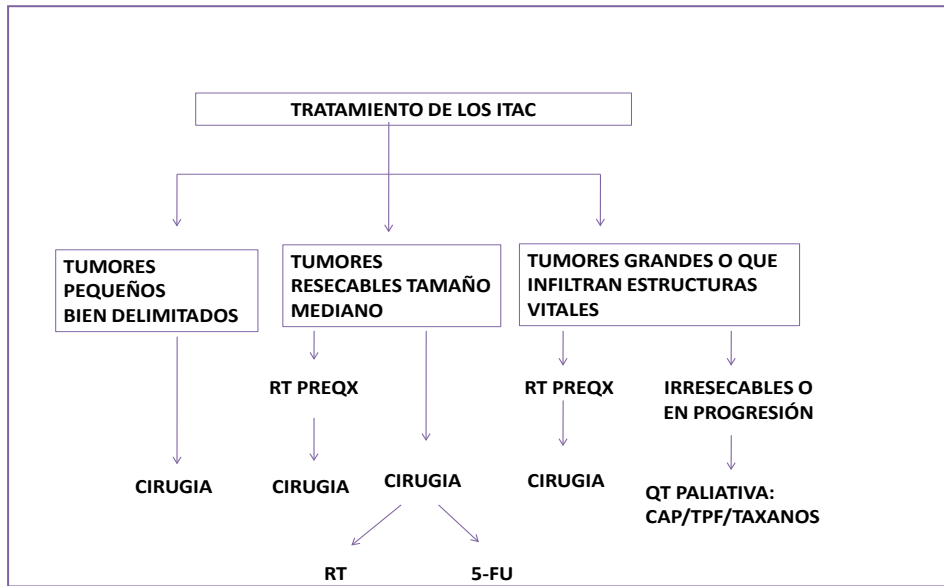 TRATAMIENTO DE LOS ITAC
TUMORES
PEQUEÑOS
BIEN DELIMITADOS
TUMORES
RESECABLES TAMAÑO
MEDIANO
TUMORES GRANDES O QUE
INFILTRAN ESTRUCTURAS
VITALES
RT PREQX
RT PREQX
IRRESECABLES O
EN PROGRESIÓN
CIRUGIA
CIRUGIA
CIRUGIA
CIRUGIA
QT PALIATIVA:
CAP/TPF/TAXANOS
RT
5-FU